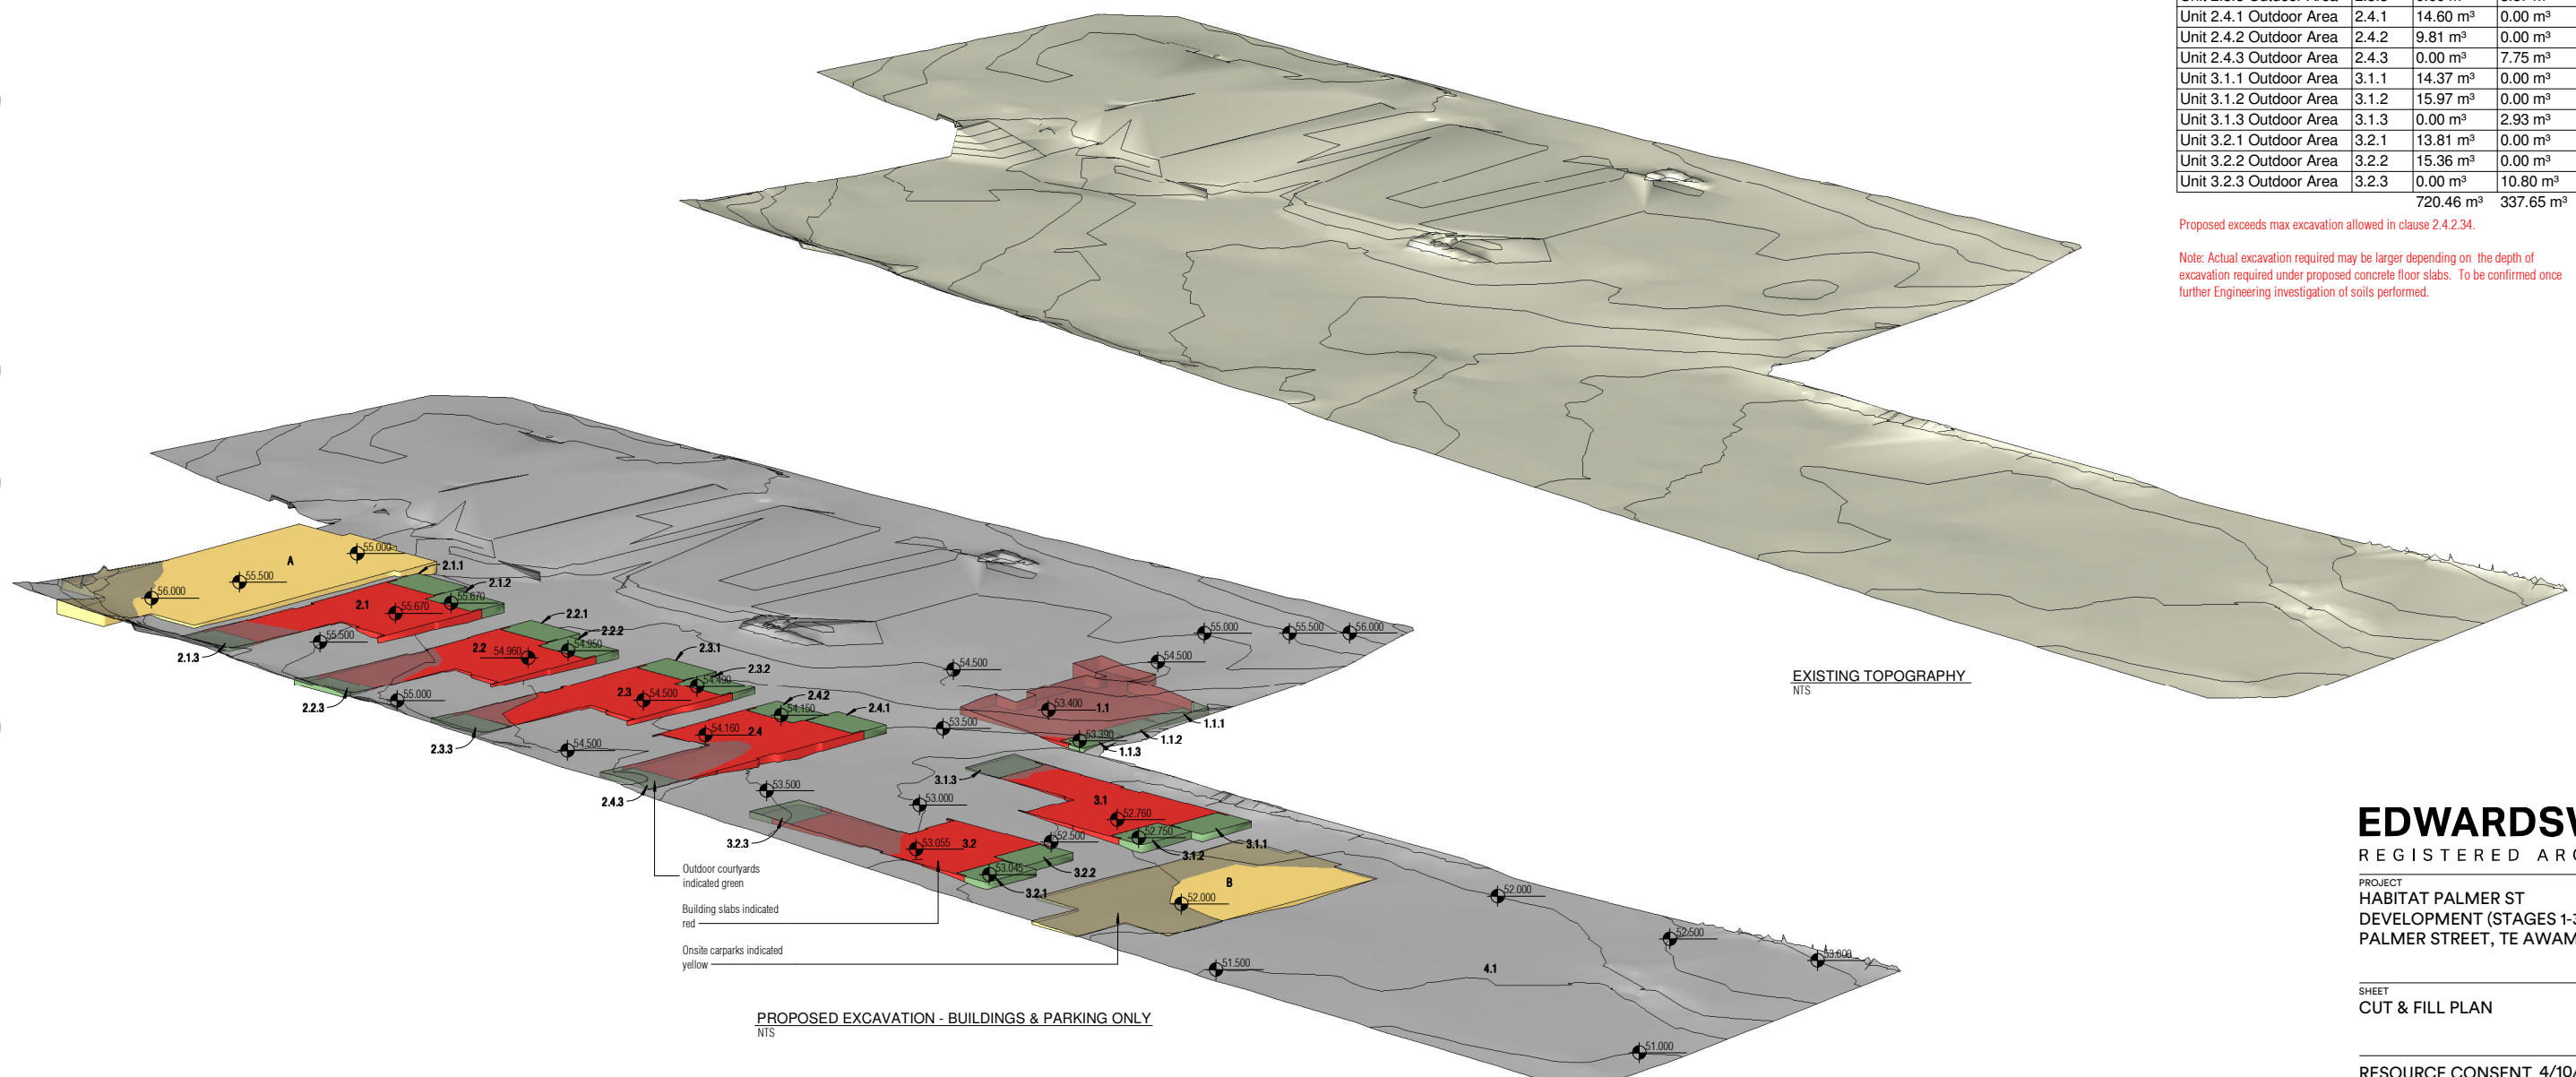 Unit 2.4.1 Outdoor Area 2.4.1 14.60 m³ 0.00 m³
Unit 2.4.2 Outdoor Area 2.4.2 9.81 m³ 0.00 m³
Unit 2.4.3 Outdoor Area 2.4.3 0.00 m³ 7.75 m³
Unit 3.1.1 Outdoor Area 3.1.1 14.37 m³ 0.00 m³
Unit 3.1.2 Outdoor Area 3.1.2 15.97 m³ 0.00 m³
Unit 3.1.3 Outdoor Area 3.1.3 0.00 m³ 2.93 m³
Unit 3.2.1 Outdoor Area 3.2.1 13.81 m³ 0.00 m³
Unit 3.2.2 Outdoor Area 3.2.2 15.36 m³ 0.00 m³
Unit 3.2.3 Outdoor Area 3.2.3 0.00 m³ 10.80 m³
720.46 m³ 337.65 m³
Proposed exceeds max excavation allowed in clause 2.4.2.34.
Note: Actual excavation required may be larger depending on the depth of
excavation required under proposed concrete floor slabs. To be confirmed once
further Engineering investigation of soils performed.
EXISTING TOPOGRAPHY
NTS
55.000
A
55.500
56.000
2.1.1
2.1.2
2.1
55.670
55.670
55.500
2.1.3
2.2.1
2.2.2
2.2
54.960
54.950
2.2.3
55.000
2.3.1
2.3.2
2.3
54.500
54.490
2.3.3
54.500
2.4.2
2.4.1
54.150
54.160
2.4
2.4.3
55.000
55.500
56.000
54.500
54.500
53.400
1.1
53.500
53.390
1.1.1
1.1.2
1.1.3
3.1.3
3.1
52.760
52.750
3.1.1
3.1.2
53.500
53.000
3.2.3
53.055
3.2
52.500
53.045
3.2.2
3.2.1
B
52.000
52.000
52.500
53.000
51.500
4.1
51.000
Outdoor courtyards
indicated green
Building slabs indicated
red
Onsite carparks indicated
yellow
PROPOSED EXCAVATION - BUILDINGS & PARKING ONLY
NTS
REGISTERED
PROJECT
HABITAT PALMER ST
DEVELOPMENT (STAGES
PALMER STREET, TE
SHEET
CUT & FILL PLAN
RESOURCE CONSENT 4/10/